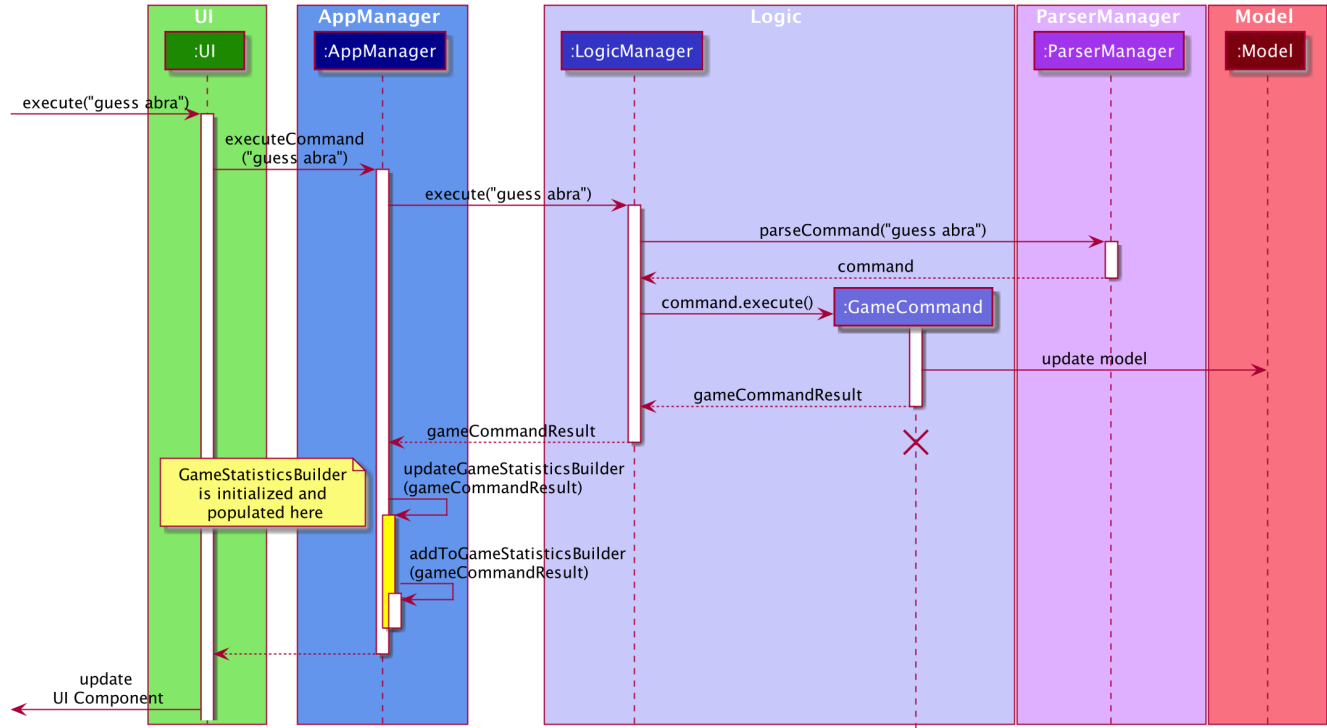 UI
AppManager
Logic
ParserManager
Model
:UI
:AppManager
:LogicManager
:ParserManager
:Model
execute("guess abra")
executeCommand
("guess abra")
execute("guess abra")
parseCommand("guess abra")
command
command.execute()
:GameCommand
update model
gameCommandResult
gameCommandResult
GameStatisticsBuilder
is initialized and
populated here
updateGameStatisticsBuilder
(gameCommandResult)
addToGameStatisticsBuilder
(gameCommandResult)
update
UI Component